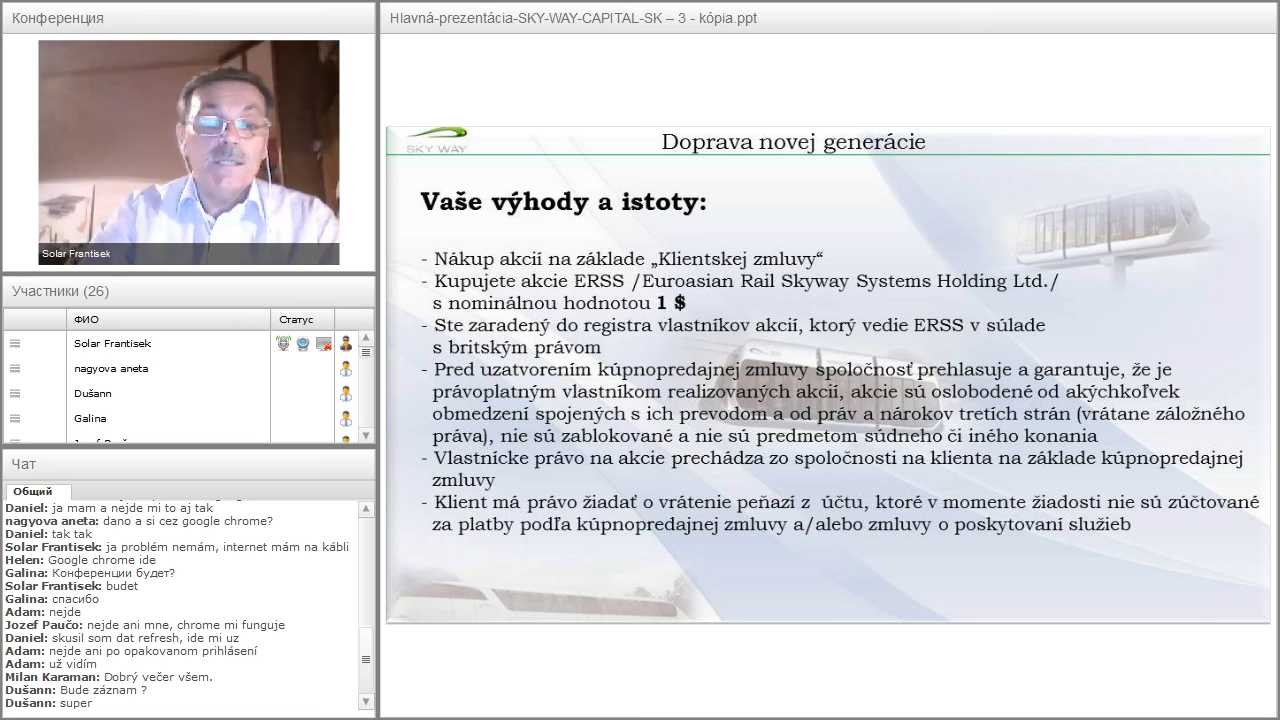 Конференция
Solar Frantisek
Участники (26)
ФИО
Статус
Solar Frantisek
nagyova aneta
Dušann
Galina
Чат
Общий
Daniel: ja mam a nejde mi to aj tak
nagyova aneta: dano a si cez google chrome?
Daniel: tak tak
Solar Frantisek: ja problém nemám, internet mám na kábli
Helen: Google chrome ide
Galina: Конференции будет?
Solar Frantisek: budet
Galina: спасибо
Adam: nejde
Jozef Paučo: nejde ani mne, chrome mi funguje
Daniel: skusil som dat refresh, ide mi uz
Adam: nejde ani po opakovanom prihlásení
Adam: už vidím
Milan Karaman: Dobrý večer všem.
Dušann: Bude záznam ?
Dušann: super
Hlavná-prezentácia-SKY-WAY-CAPITAL-SK – 3 - kópia.ppt
SKY WAY
Doprava novej generácie
Vaše výhody a istoty:
- Nákup akcií na základe „Klientskej zmluvy“
- Kupujete akcie ERSS /Euroasian Rail Skyway Systems Holding Ltd./
s nominálnou hodnotou 1 $
- Ste zaradený do registra vlastníkov akcií, ktorý vedie ERSS v súlade
s britským právom
- Pred uzatvorením kúpnopredajnej zmluvy spoločnosť prehlasuje a garantuje, že je
právoplatným vlastníkom realizovaných akcií, akcie sú oslobodené od akýchkoľvek
obmedzení spojených s ich prevodom a od práv a nárokov tretích strán (vrátane záložného
práva), nie sú zablokované a nie sú predmetom súdneho či iného konania
- Vlastnícke právo na akcie prechádza zo spoločnosti na klienta na základe kúpnopredajnej
zmluvy
- Klient má právo žiadať o vrátenie peňazí z účtu, ktoré v momente žiadosti nie sú zúčtované
za platby podľa kúpnopredajnej zmluvy a/alebo zmluvy o poskytovaní služieb